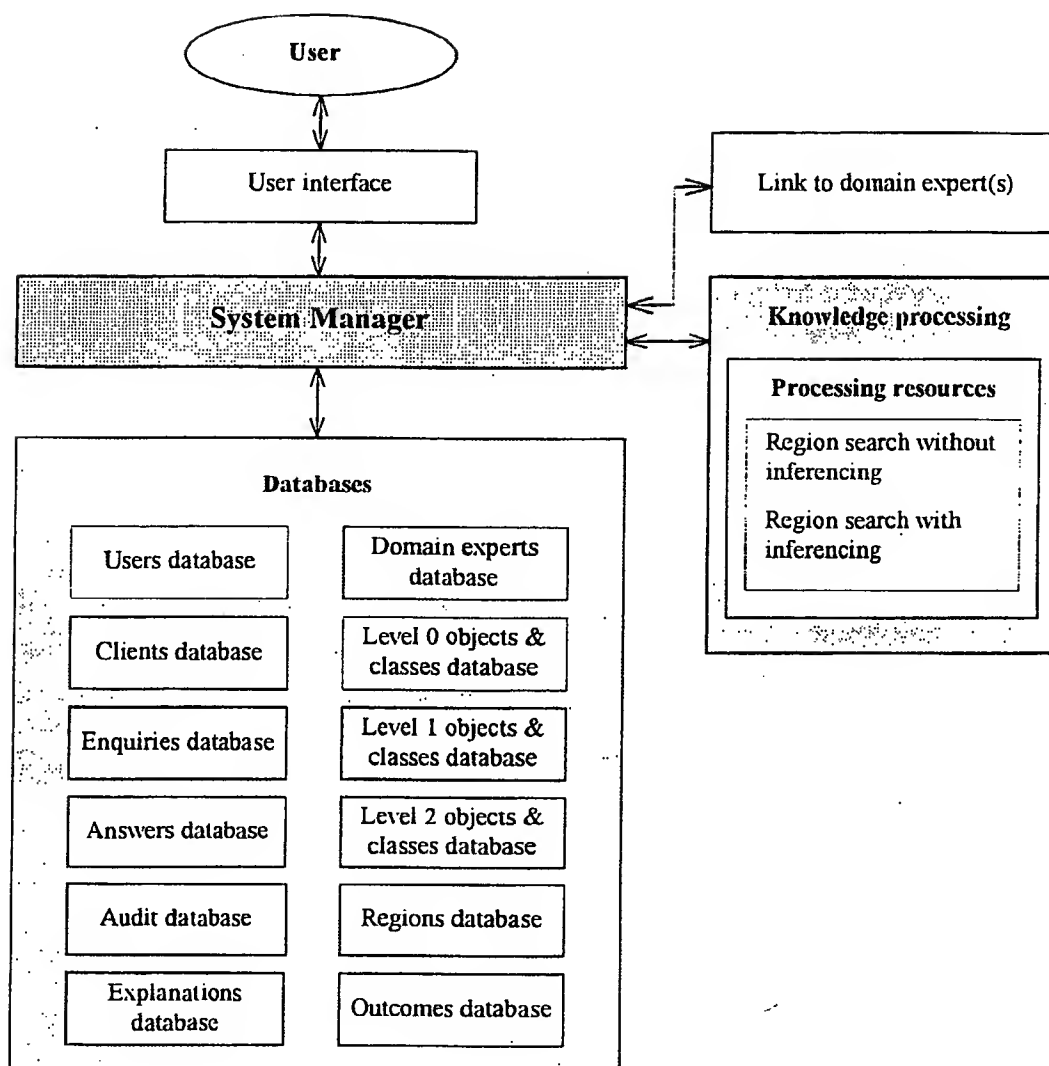 User
User interface
Link to domain expert(s)
System Manager
Knowledge processing
Processing resources
Region search without
inferencing
Region search with
inferencing
Databases
Users database
Domain experts
database
Clients database
Level 0 objects &
classes database
Enquiries database
Level 1 objects &
classes database
Answers database
Level 2 objects &
classes database
Audit database
Regions database
Explanations
database
Outcomes database